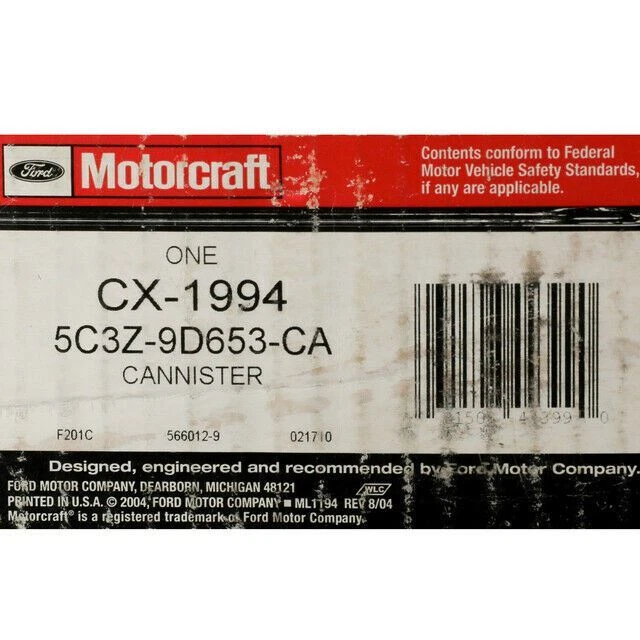 Ford
Motorcraft
Contents conform to Federal
Motor Vehicle Safety Standards,
if any are applicable.
ONE
CX-1994
5C3Z-9D653-CA
CANNISTER
F201C 566012-9 021710
Designed, engineered and recommended by Ford Motor Company.
FORD MOTOR COMPANY, DEARBORN, MICHIGAN 48121
WLC
PRINTED IN U.S.A. © 2004, FORD MOTOR COMPANY ■ ML1194 REV 8/04
Motorcraft® is a registered trademark of Ford Motor Company.